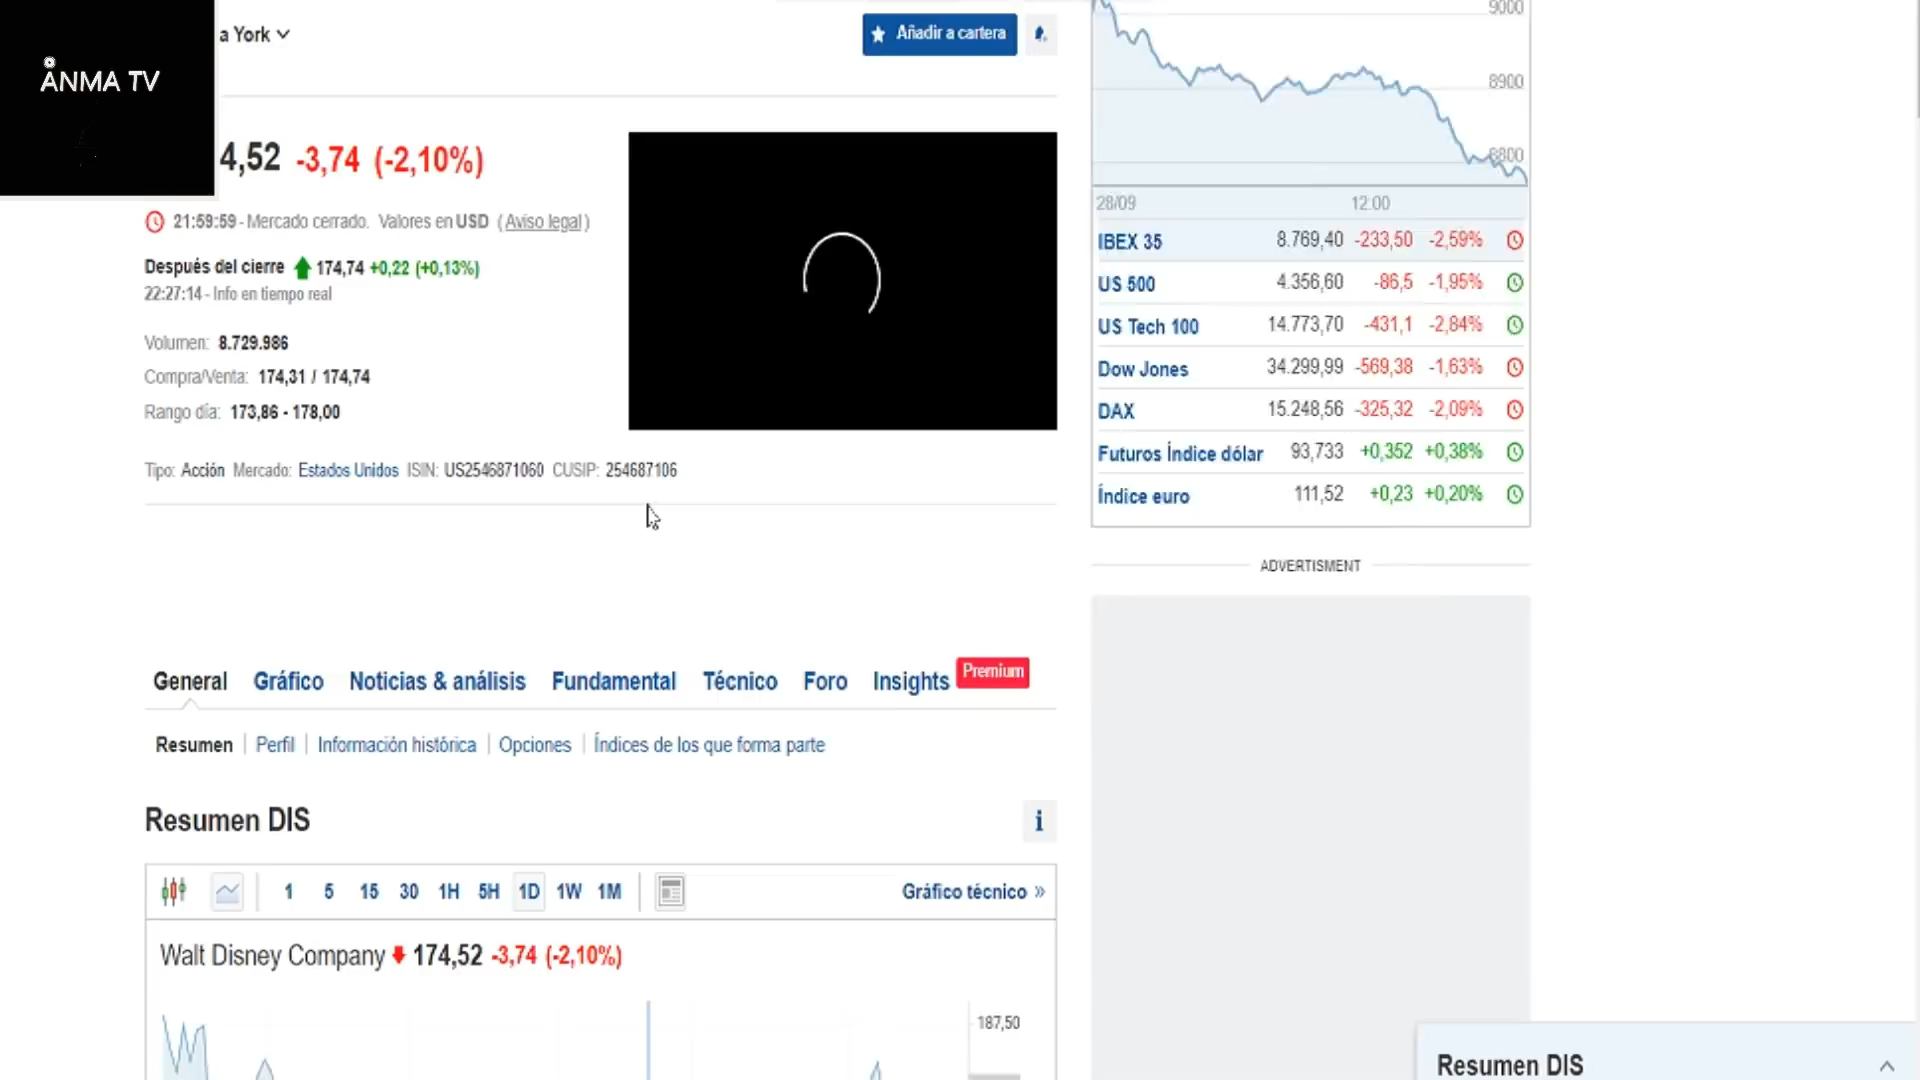 ANMA TV
a York
Añadir a cartera
4,52 -3,74 (-2,10%)
21:59:59 - Mercado cerrado. Valores en USD ( Aviso legal )
Después del cierre 174,74 +0,22 (+0,13%)
22:27:14 - Info en tiempo real
Volumen: 8.729.986
Compra/Venta: 174,31 / 174,74
Rango día: 173,86 - 178,00
Tipo: Acción Mercado: Estados Unidos ISIN: US2546871060 CUSIP: 254687106
General Gráfico Noticias & análisis Fundamental Técnico Foro Insights Premium
Resumen Perfil Información histórica Opciones Índices de los que forma parte
Resumen DIS
i
1 5 15 30 1H 5H 1D 1W 1M
Gráfico técnico »
Walt Disney Company 174,52 -3,74 (-2,10%)
187,50
9000
8900
8800
28/09 12:00
IBEX 35 8.769,40 -233,50 -2,59%
US 500 4.356,60 -86,5 -1,95%
US Tech 100 14.773,70 -431,1 -2,84%
Dow Jones 34.299,99 -569,38 -1,63%
DAX 15.248,56 -325,32 -2,09%
Futuros Índice dólar 93,733 +0,352 +0,38%
Índice euro 111,52 +0,23 +0,20%
ADVERTISMENT
Resumen DIS